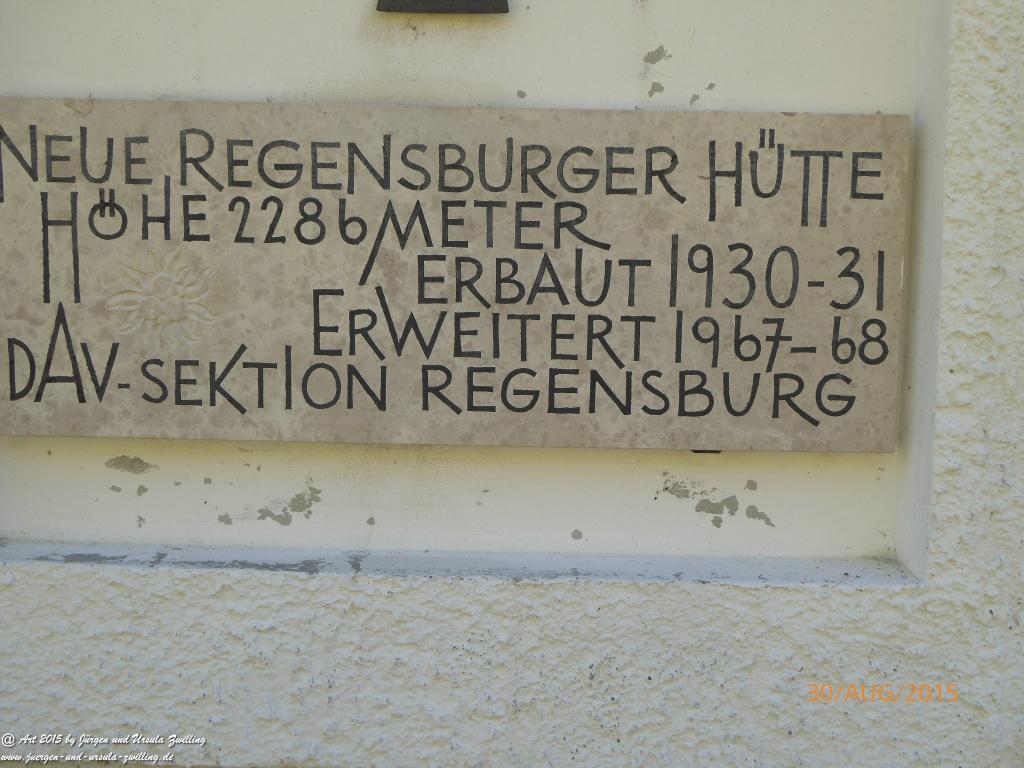 NEUE REGENSBURGER HÜTTE
HÖHE 2286 METER
ERBAUT 1930-31
ERWEITERT 1967-68
DAV-SEKTION REGENSBURG
30/AUG/2015
@ Art 2015 by Jürgen und Ursula Zwilling
www.juergen-und-ursula-zwilling.de